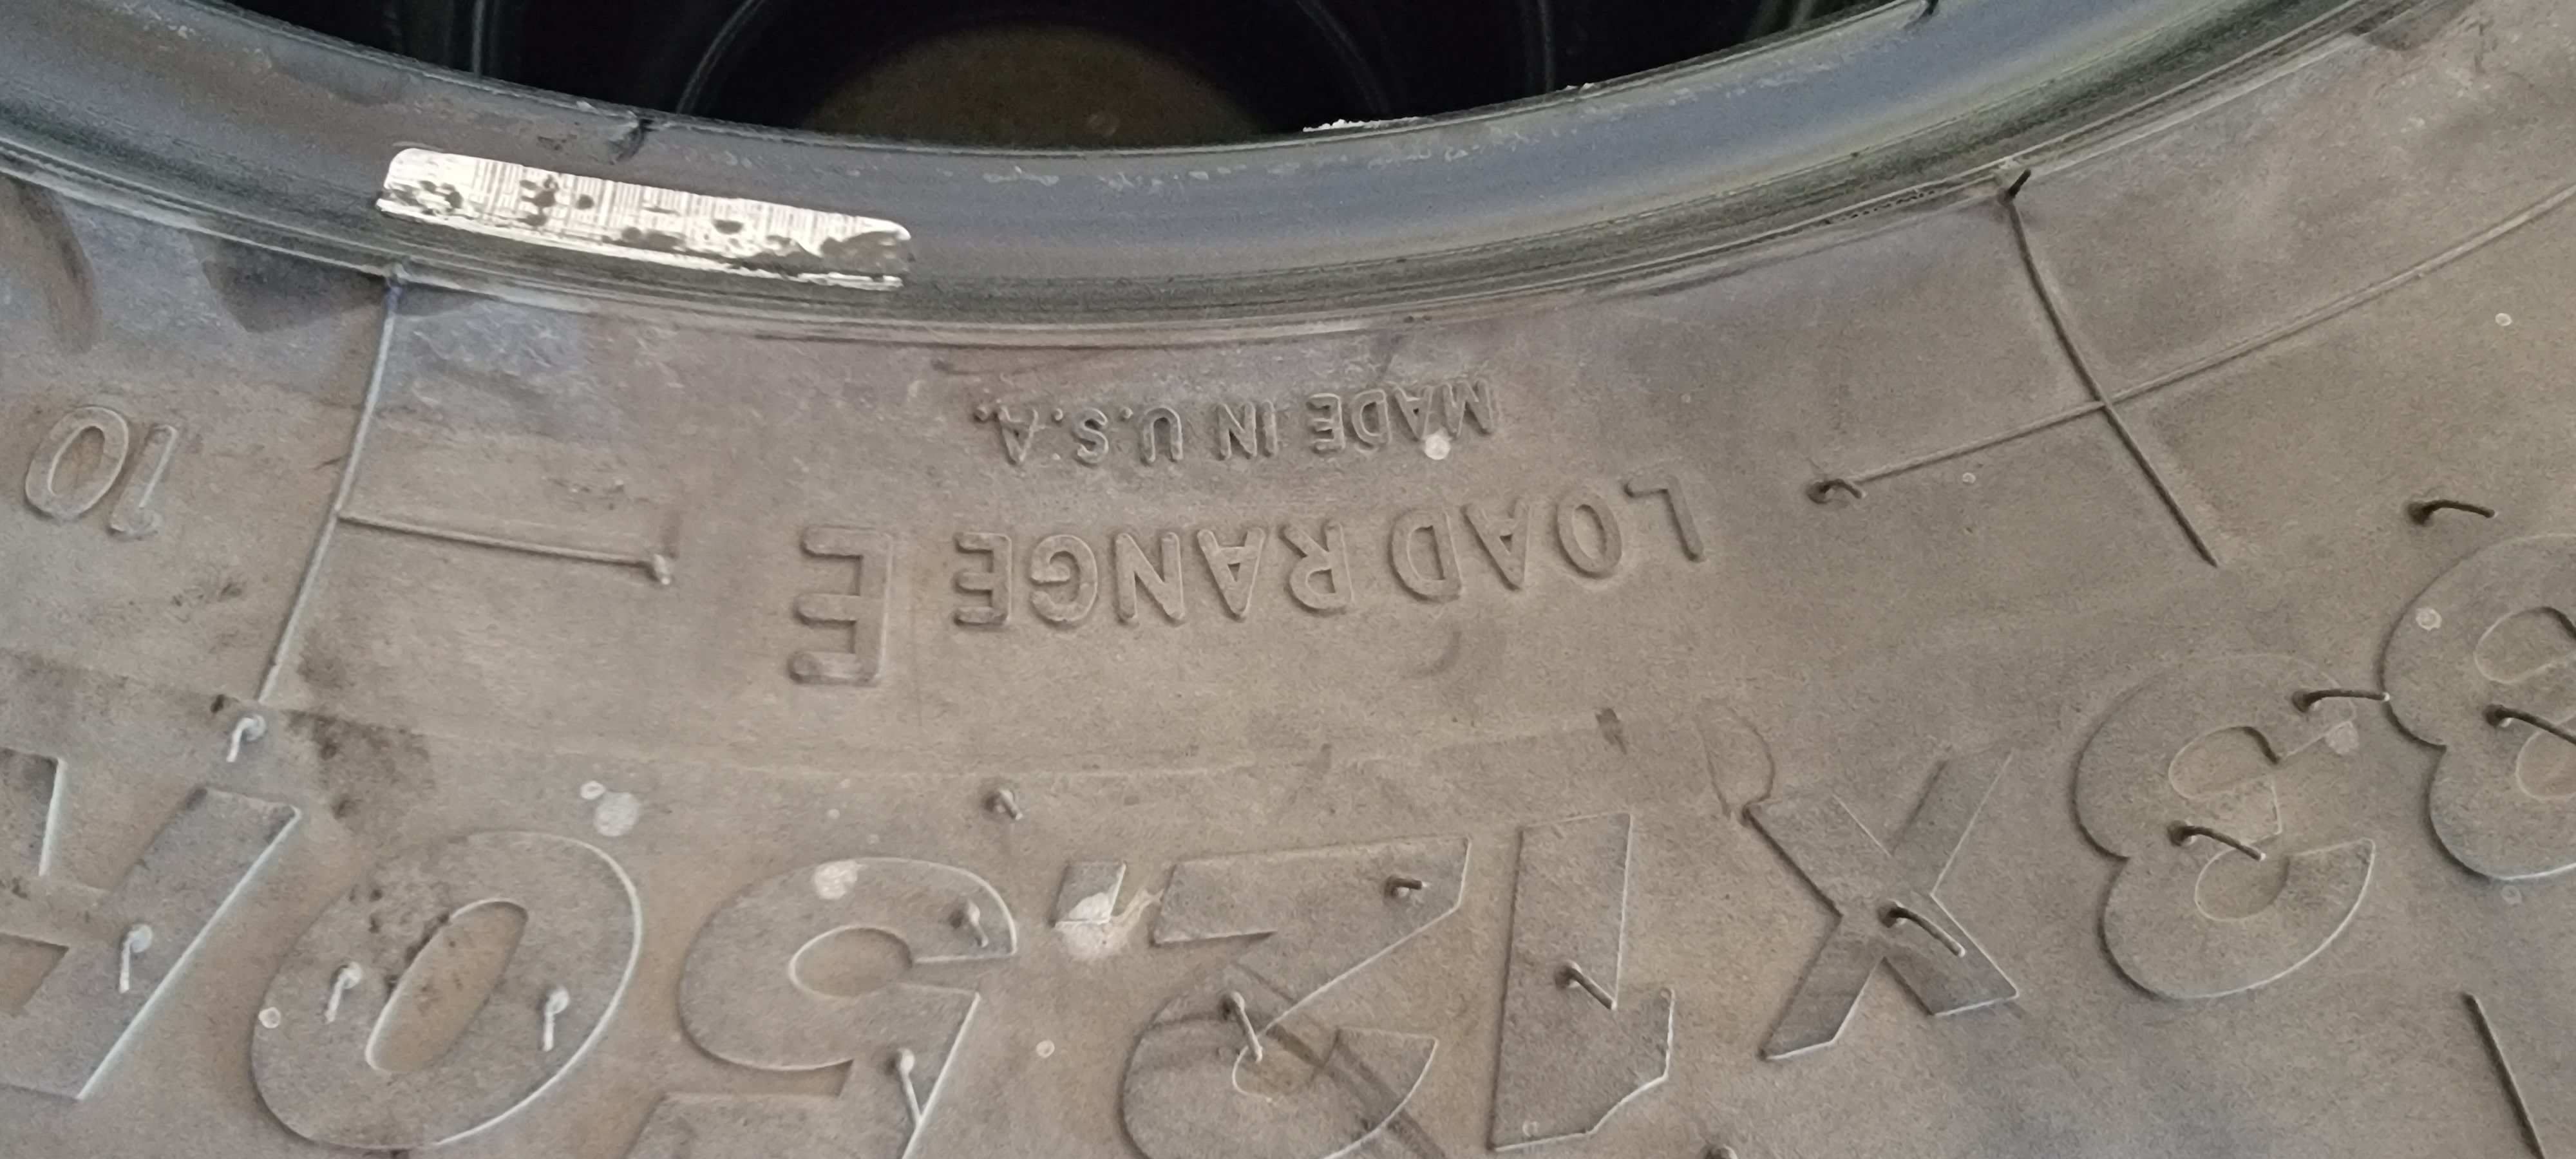 33X12.50R
LOAD RANGE E
MADE IN U.S.A.
10